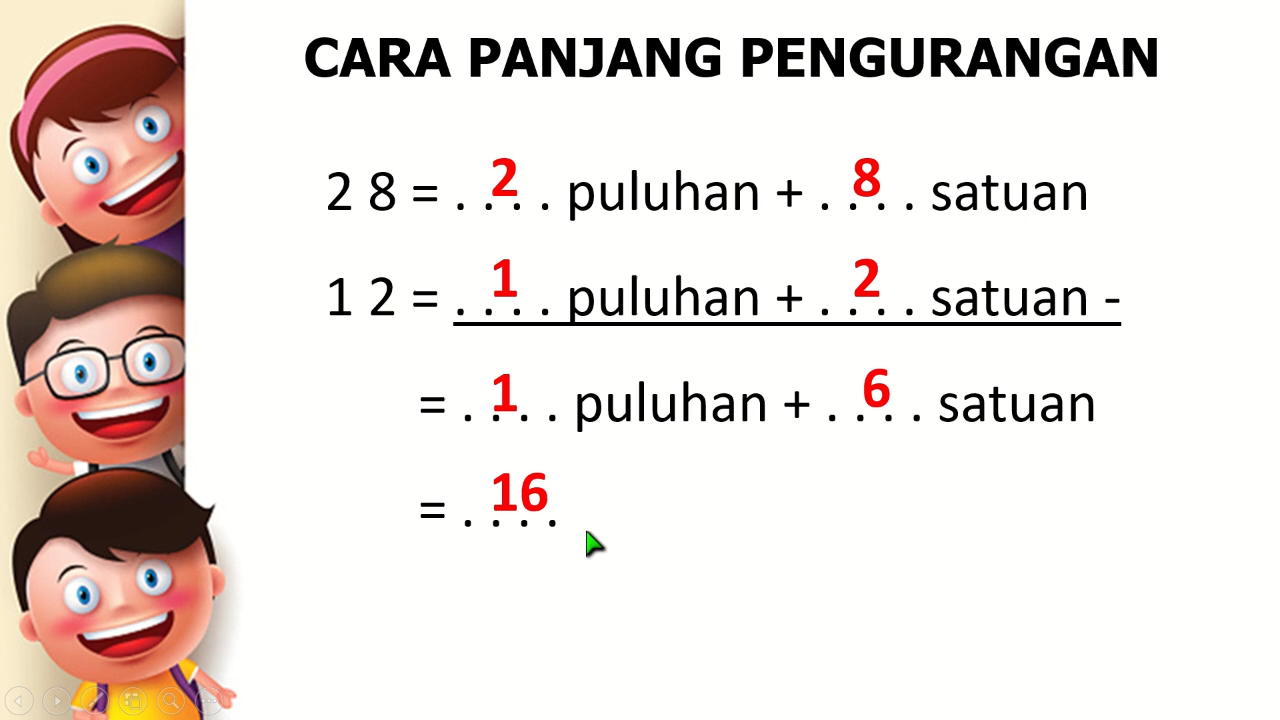 CARA PANJANG PENGURANGAN
2 8 = . . 2 . . puluhan + . . 8 . . satuan
1 2 = . . 1 . . puluhan + . . 2 . . satuan -
= . . 1 . . puluhan + . . 6 . . satuan
= . . 16 . .